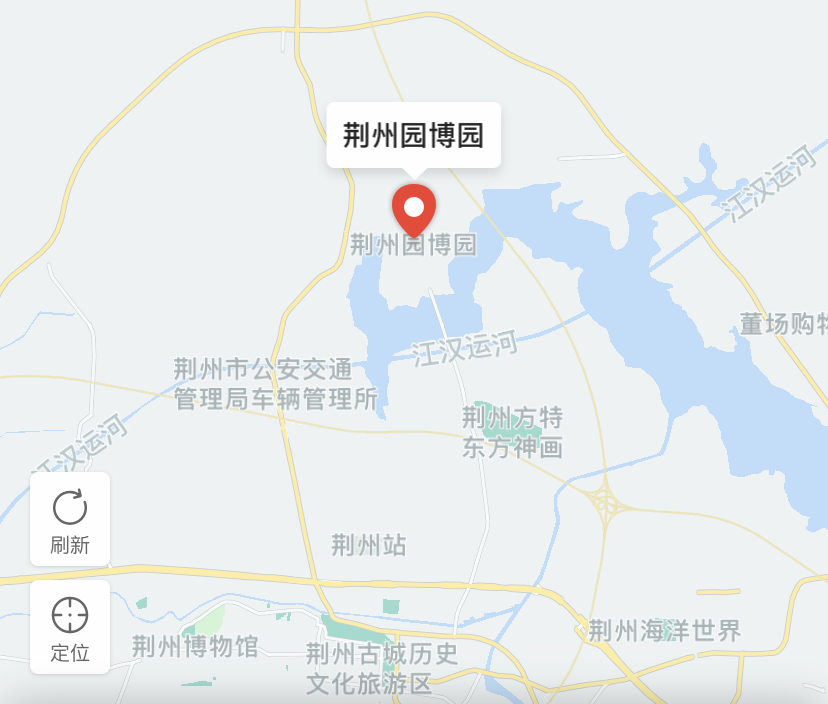 荆州园博园
荆州园博园
江汉运河
董场购物
江汉运河
荆州市公安交通
管理局车辆管理所
荆州方特
东方神画
江汉运河
刷新
荆州站
定位
荆州海洋世界
荆州博物馆
荆州古城历史
文化旅游区